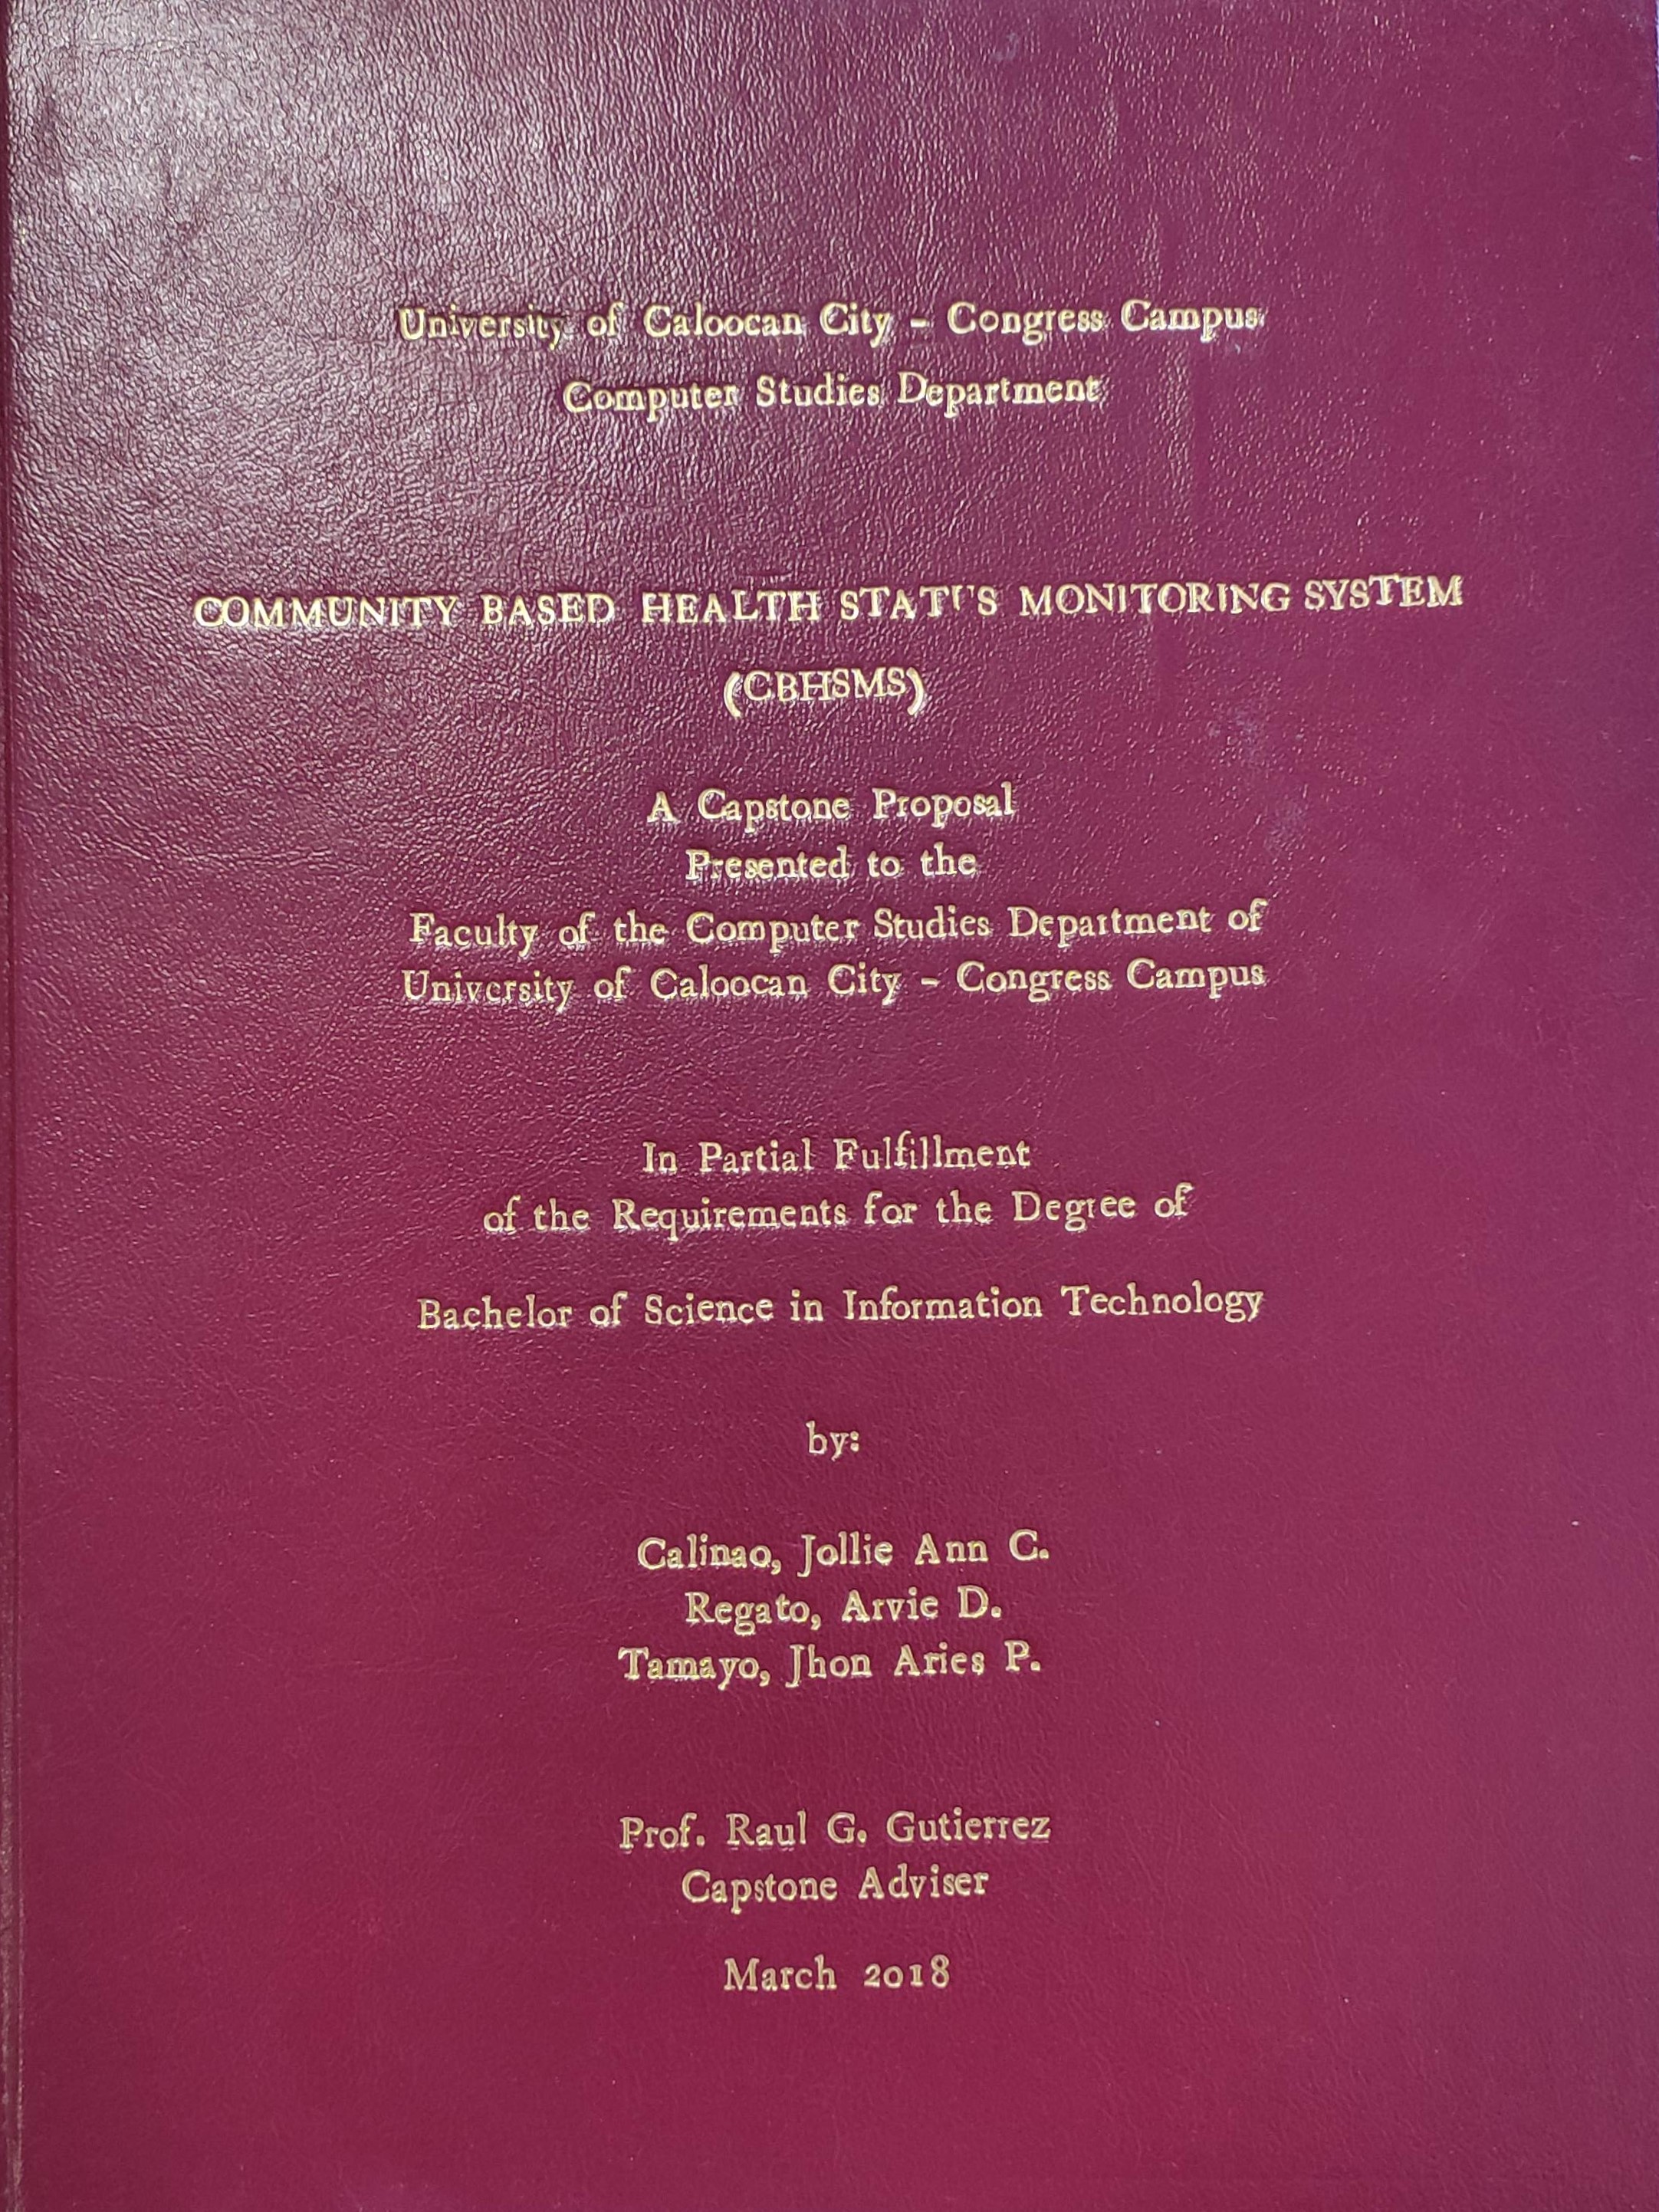 University of Caloocan City - Congress Campus
Computer Studies Department
COMMUNITY BASED HEALTH STATUS MONITORING SYSTEM
(CBHSMS)
A Capstone Proposal
Presented to the
Faculty of the Computer Studies Department of
University of Caloocan City - Congress Campus
In Partial Fulfillment
of the Requirements for the Degree of
Bachelor of Science in Information Technology
by:
Calinao, Jollie Ann C.
Regato, Arvie D.
Tamayo, Jhon Aries P.
Prof. Raul G. Gutierrez
Capstone Adviser
March 2018